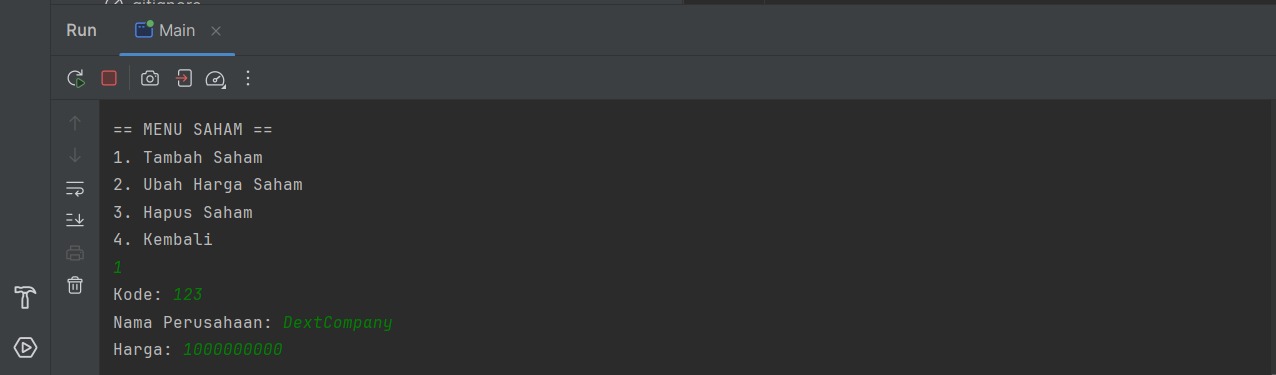 .gitignore
Run Main
== MENU SAHAM ==
1. Tambah Saham
2. Ubah Harga Saham
3. Hapus Saham
4. Kembali
1
Kode: 123
Nama Perusahaan: DextCompany
Harga: 1000000000